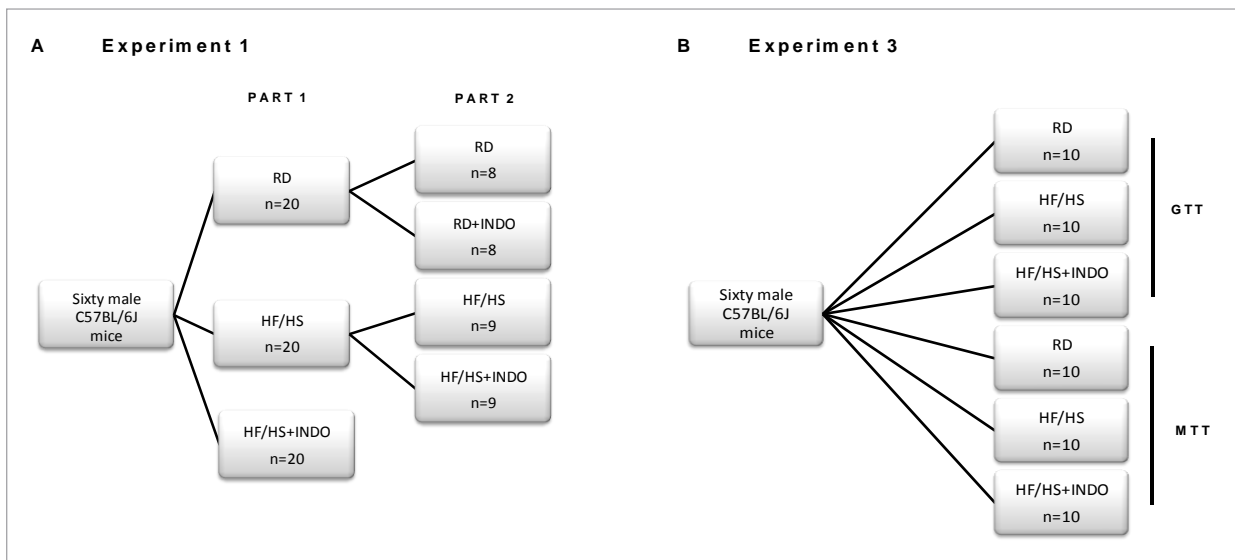 A Experiment 1
PART 1 PART 2
RD
n=20
HF/HS
n=20
HF/HS+INDO
n=20
Sixty male
C57BL/6J
mice
RD
n=8
RD+INDO
n=8
HF/HS
n=9
HF/HS+INDO
n=9
B Experiment 3
Sixty male
C57BL/6J
mice
RD
n=10
HF/HS
n=10
HF/HS+INDO
n=10
GTT
RD
n=10
HF/HS
n=10
HF/HS+INDO
n=10
MTT